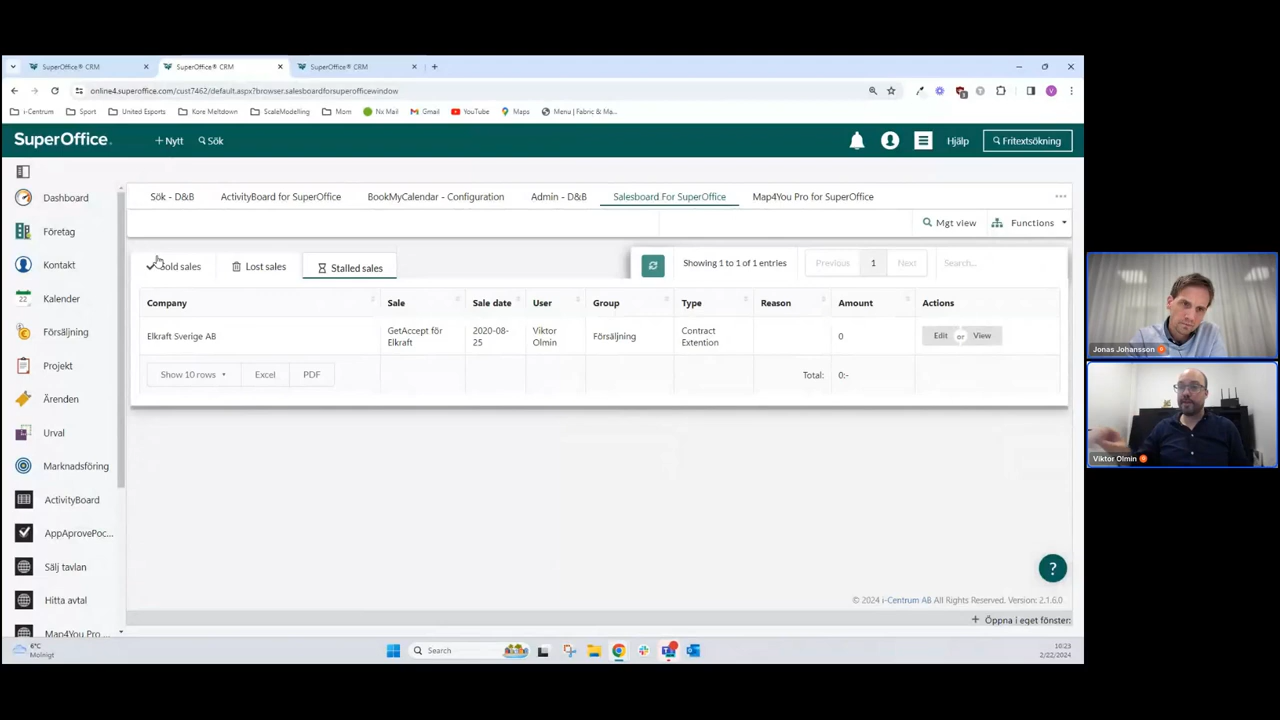 SuperOffice® CRM
SuperOffice® CRM
SuperOffice® CRM
online4.superoffice.com/cust7462/default.aspx?browser.salesboardforsuperofficewindow
i-Centrum Sport United Esports Kore Meltdown ScaleModelling Mom Nx Mail Gmail YouTube Maps Menu | Fabric & Ma...
SuperOffice. + Nytt Sök Hjälp Fritextsökning
Sök - D&B ActivityBoard for SuperOffice BookMyCalendar - Configuration Admin - D&B Salesboard For SuperOffice Map4You Pro for SuperOffice
Mgt view Functions
Dashboard
Företag
Kontakt
22 Kalender
Försäljning
Projekt
Ärenden
Urval
Marknadsföring
ActivityBoard
AppAprovePoc...
Sälj tavlan
Hitta avtal
Map4You Pro ...
Sold sales Lost sales Stalled sales Showing 1 to 1 of 1 entries Previous 1 Next Search...
Company Sale Sale date User Group Type Reason Amount Actions
Elkraft Sverige AB GetAccept för Elkraft 2020-08-25 Viktor Olmin Försäljning Contract Extention 0 Edit or View
Show 10 rows Excel PDF Total: 0:-
?
© 2024 i-Centrum AB All Rights Reserved. Version: 2.1.6.0
+ Öppna i eget fönster:
6°C
Molnigt
Search
10:23
2/22/2024
Jonas Johansson
Viktor Olmin